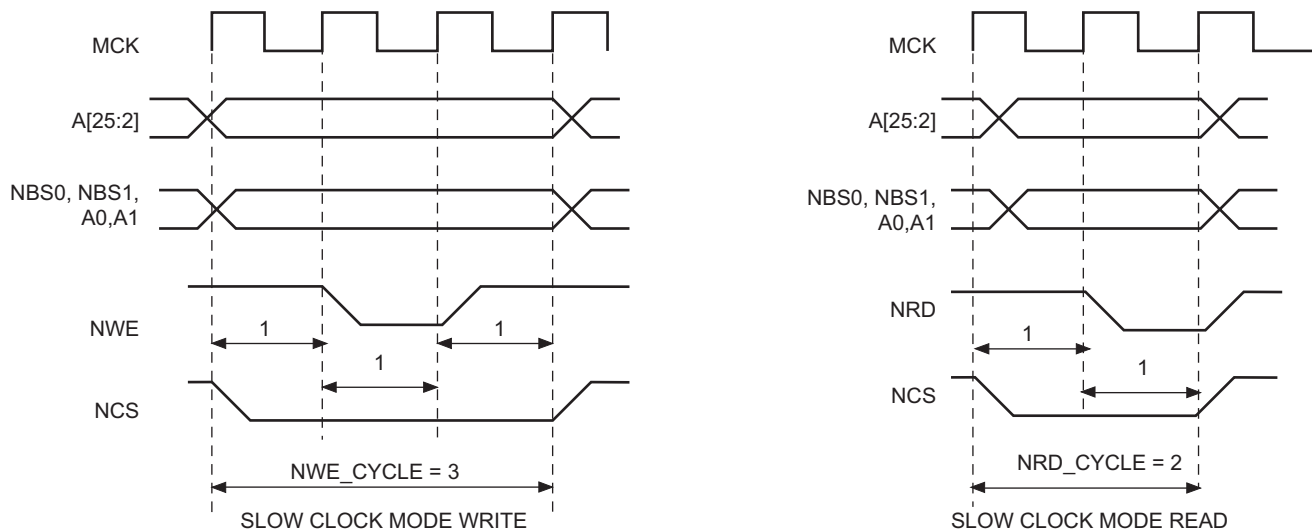 MCK
A[25:2]
NBS0, NBS1,
A0,A1
NWE
1
1
1
NCS
NWE_CYCLE = 3
SLOW CLOCK MODE WRITE
MCK
A[25:2]
NBS0, NBS1,
A0,A1
NRD
1
1
NCS
NRD_CYCLE = 2
SLOW CLOCK MODE READ